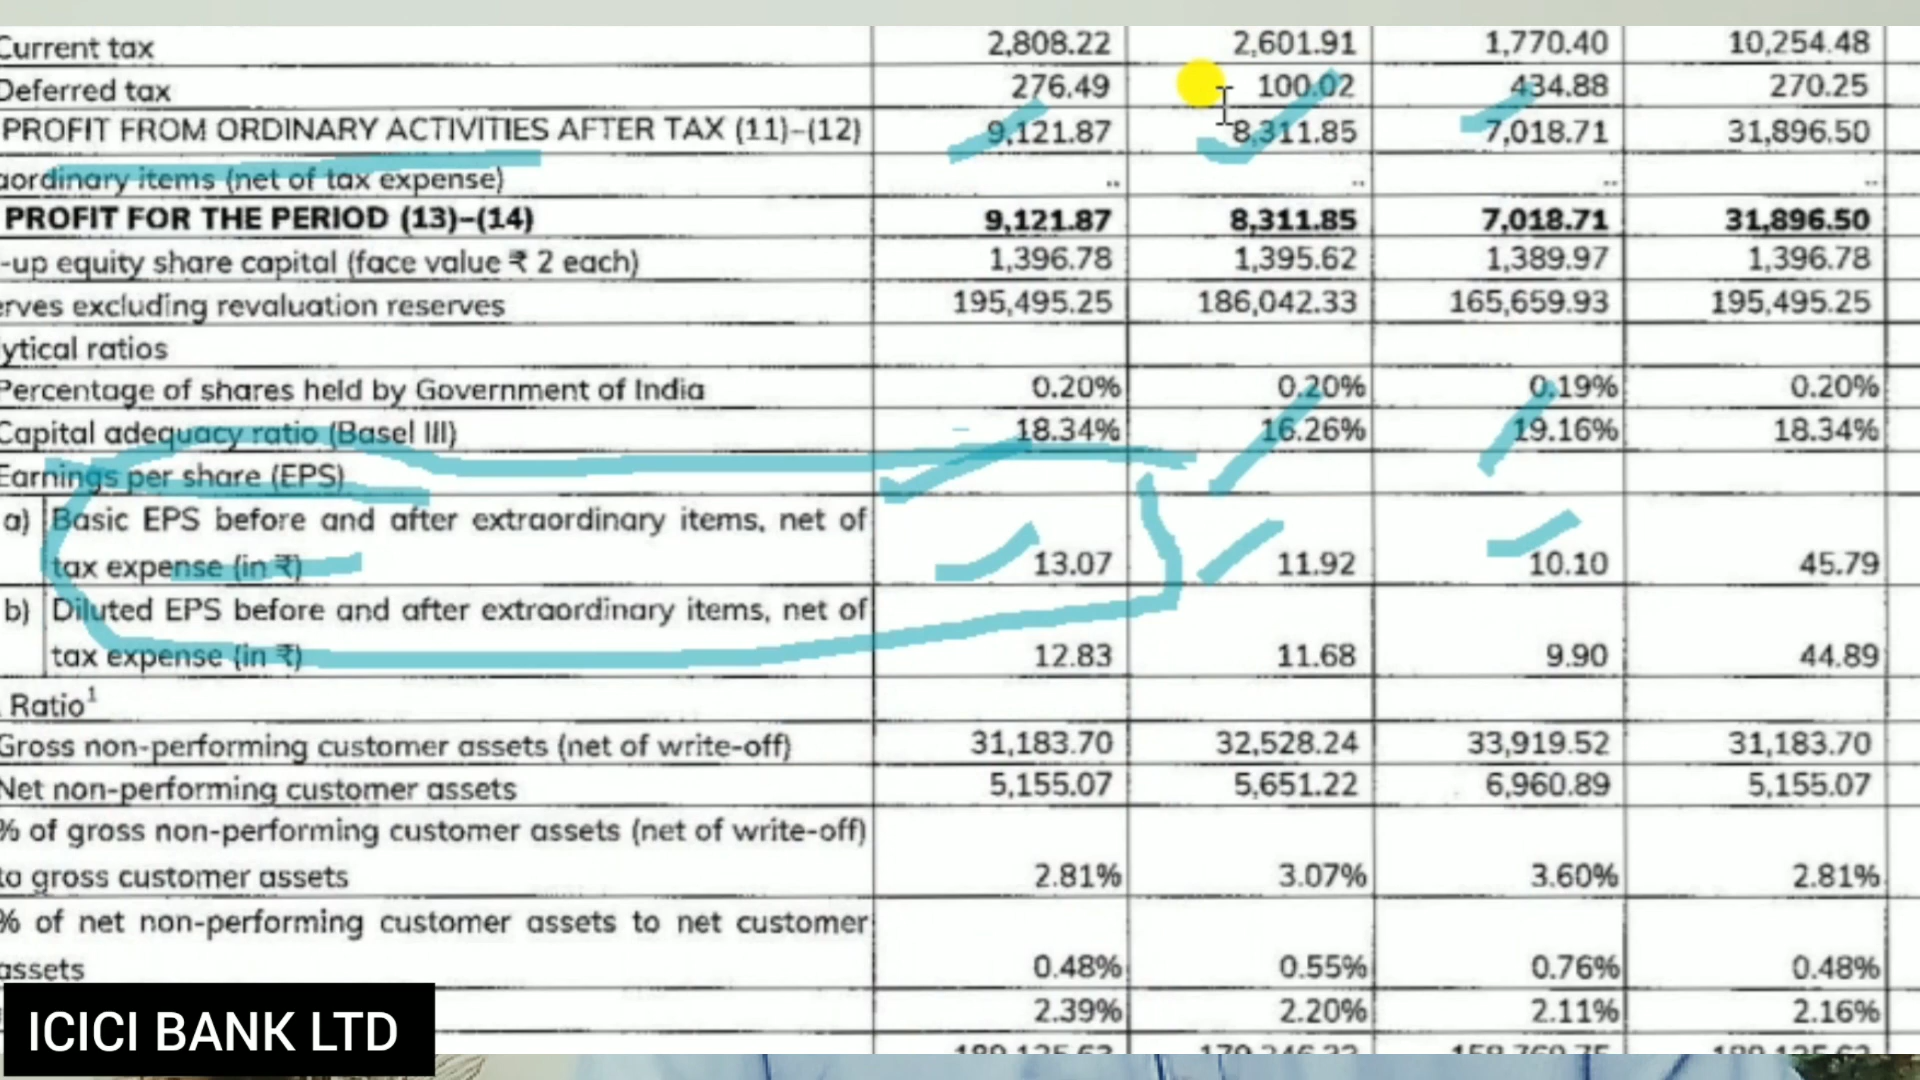 Current tax 2,808.22 2,601.91 1,770.40 10,254.48
Deferred tax 276.49 100.02 434.88 270.25
PROFIT FROM ORDINARY ACTIVITIES AFTER TAX (11)–(12) 9,121.87 8,311.85 7,018.71 31,896.50
aordinary items (net of tax expense) .. .. .. ..
PROFIT FOR THE PERIOD (13)–(14) 9,121.87 8,311.85 7,018.71 31,896.50
-up equity share capital (face value ₹ 2 each) 1,396.78 1,395.62 1,389.97 1,396.78
erves excluding revaluation reserves 195,495.25 186,042.33 165,659.93 195,495.25
ytical ratios
Percentage of shares held by Government of India 0.20% 0.20% 0.19% 0.20%
Capital adequacy ratio (Basel III) 18.34% 16.26% 19.16% 18.34%
Earnings per share (EPS)
a) Basic EPS before and after extraordinary items, net of
tax expense (in ₹) 13.07 11.92 10.10 45.79
b) Diluted EPS before and after extraordinary items, net of
tax expense (in ₹) 12.83 11.68 9.90 44.89
Ratio¹
Gross non-performing customer assets (net of write-off) 31,183.70 32,528.24 33,919.52 31,183.70
Net non-performing customer assets 5,155.07 5,651.22 6,960.89 5,155.07
% of gross non-performing customer assets (net of write-off)
to gross customer assets 2.81% 3.07% 3.60% 2.81%
% of net non-performing customer assets to net customer
assets 0.48% 0.55% 0.76% 0.48%
2.39% 2.20% 2.11% 2.16%
ICICI BANK LTD